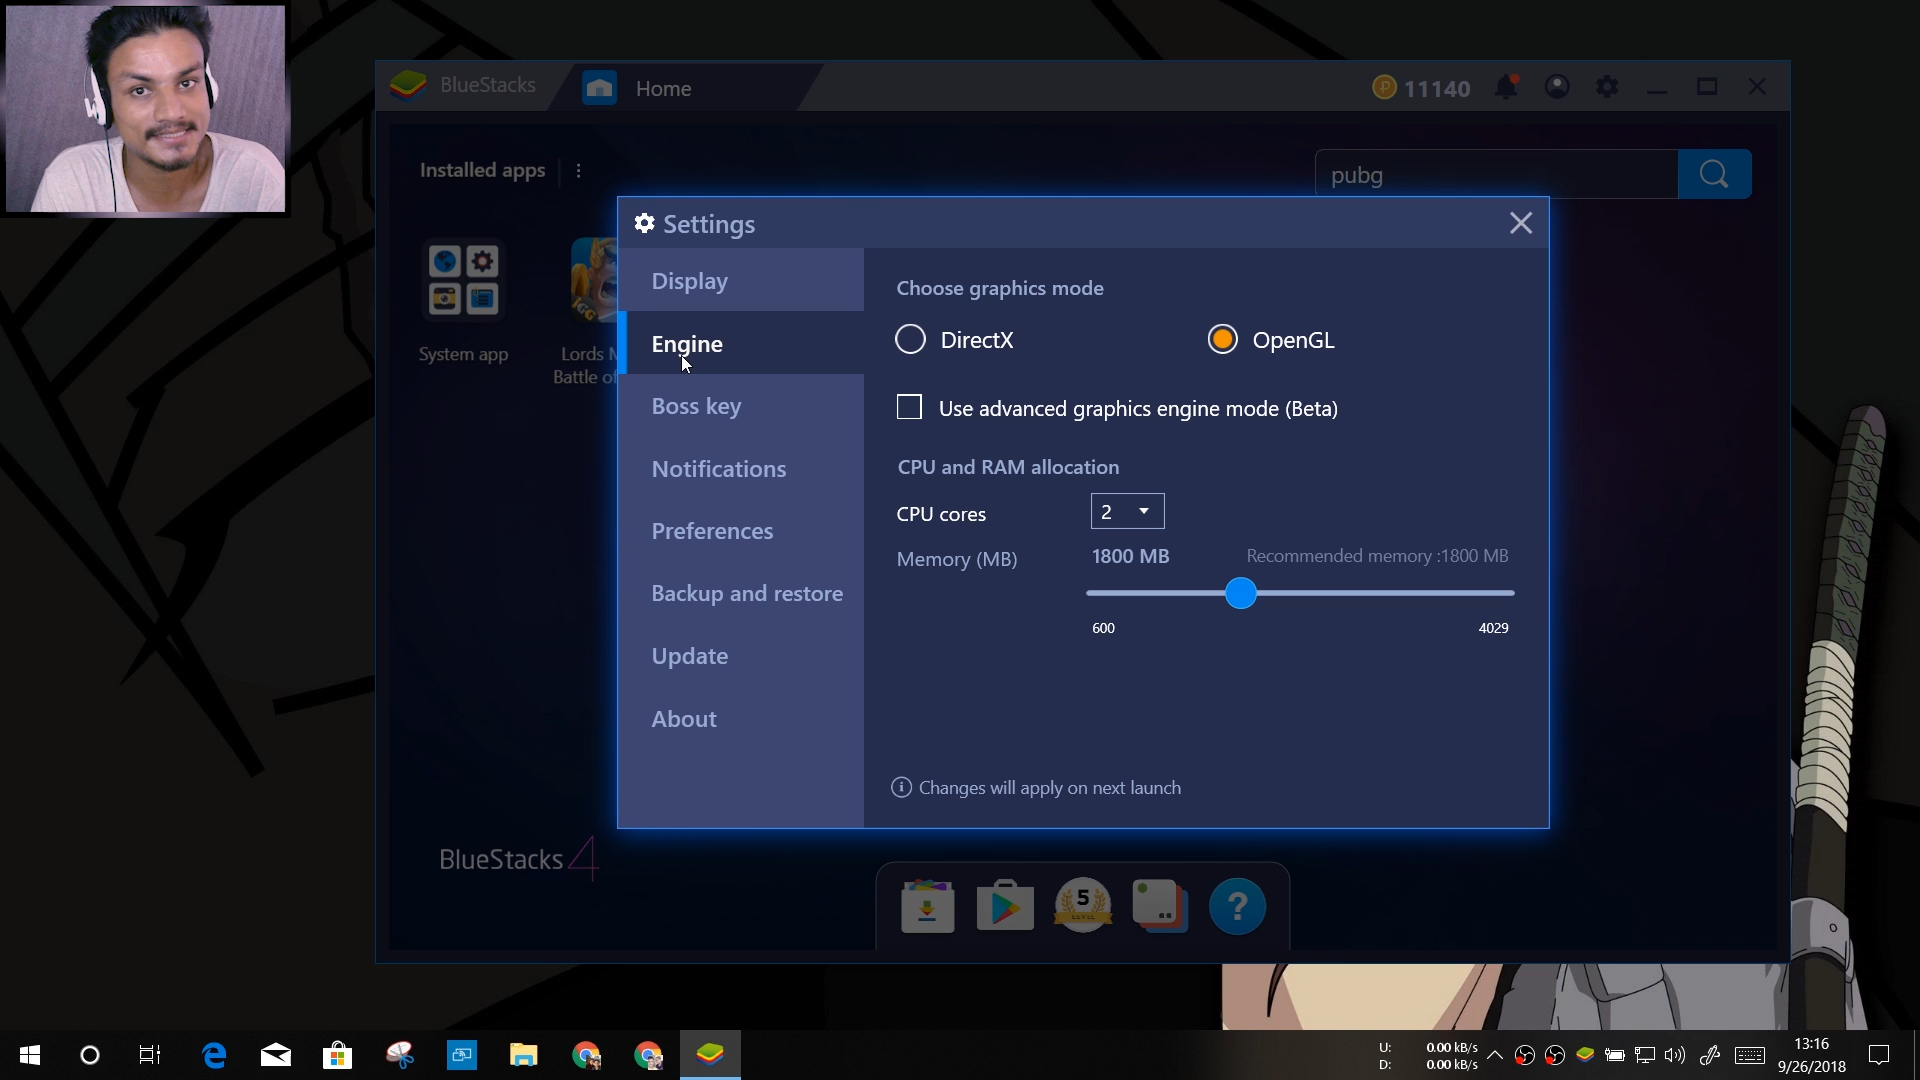 BlueStacks
Home
11140
Installed apps
pubg
Settings
System app
Lords M
Battle of
JGG
Display
Engine
Boss key
Notifications
Preferences
Backup and restore
Update
About
Choose graphics mode
DirectX
OpenGL
Use advanced graphics engine mode (Beta)
CPU and RAM allocation
CPU cores
2
Memory (MB)
1800 MB
Recommended memory :1800 MB
600
4029
Changes will apply on next launch
BlueStacks 4
5
LEVEL
?
U: 0.00 kB/s
D: 0.00 kB/s
13:16
9/26/2018